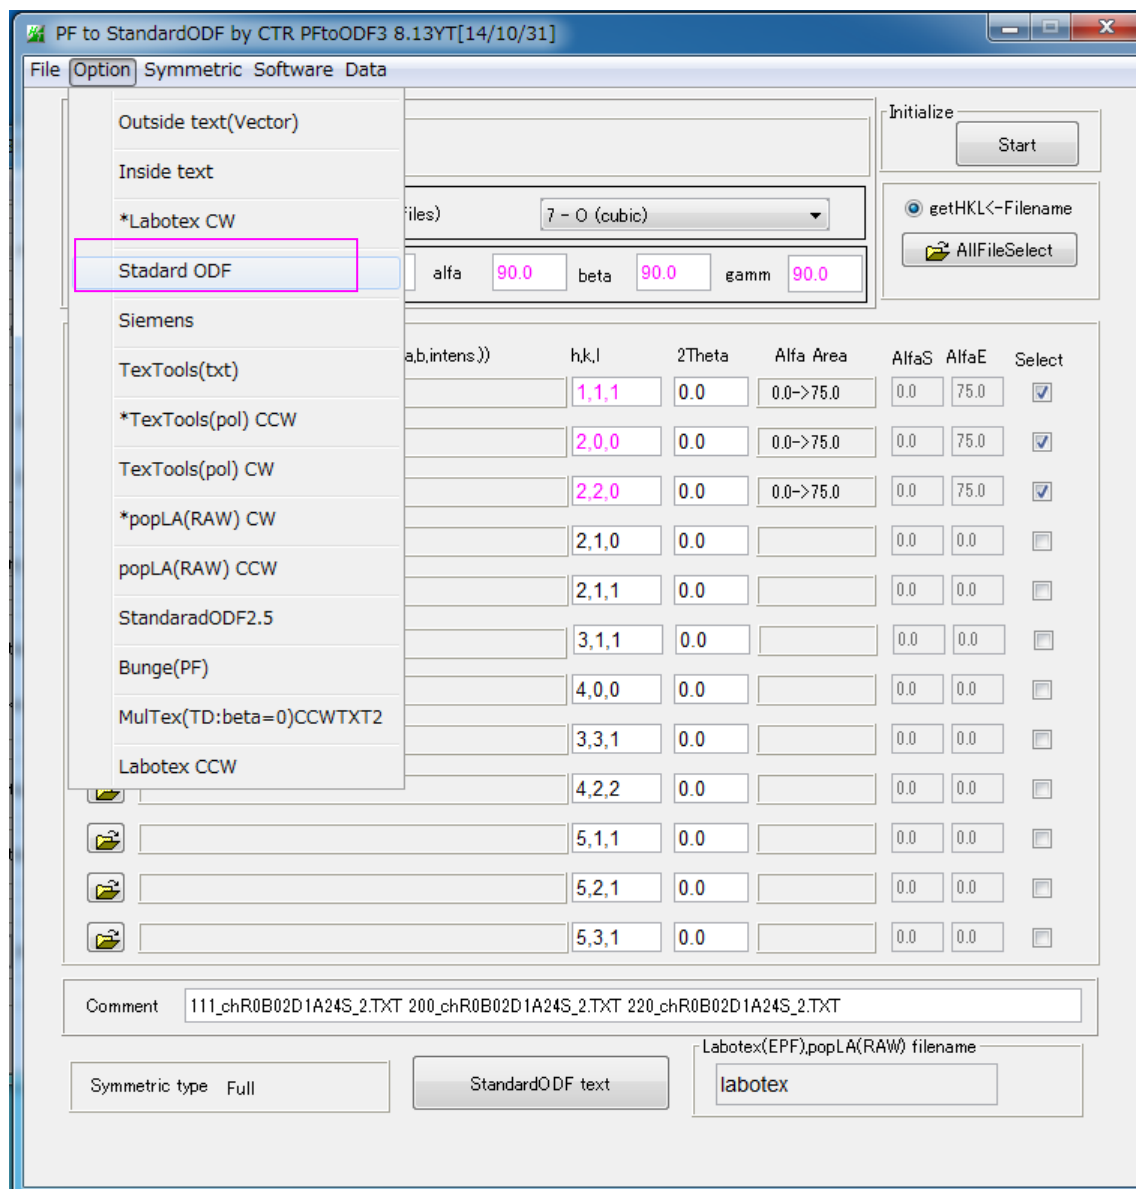 PF to StandardODF by CTR PFtoODF3 8.13YT[14/10/31]
File Option Symmetric Software Data
Outside text(Vector)
Inside text
*Labotex CW
Stadard ODF
Siemens
TexTools(txt)
*TexTools(pol) CCW
TexTools(pol) CW
*popLA(RAW) CW
popLA(RAW) CCW
StandaradODF2.5
Bunge(PF)
MulTex(TD:beta=0)CCWTXT2
Labotex CCW
Initialize
Start
files) 7 - O (cubic)
getHKL<-Filename
AllFileSelect
alfa 90.0 beta 90.0 gamm 90.0
a,b,intens.)) h,k,l 2Theta Alfa Area AlfaS AlfaE Select
1,1,1 0.0 0.0->75.0 0.0 75.0
2,0,0 0.0 0.0->75.0 0.0 75.0
2,2,0 0.0 0.0->75.0 0.0 75.0
2,1,0 0.0 0.0 0.0
2,1,1 0.0 0.0 0.0
3,1,1 0.0 0.0 0.0
4,0,0 0.0 0.0 0.0
3,3,1 0.0 0.0 0.0
4,2,2 0.0 0.0 0.0
5,1,1 0.0 0.0 0.0
5,2,1 0.0 0.0 0.0
5,3,1 0.0 0.0 0.0
Comment 111_chR0B02D1A24S_2.TXT 200_chR0B02D1A24S_2.TXT 220_chR0B02D1A24S_2.TXT
Symmetric type Full
StandardODF text
Labotex(EPF),popLA(RAW) filename
labotex